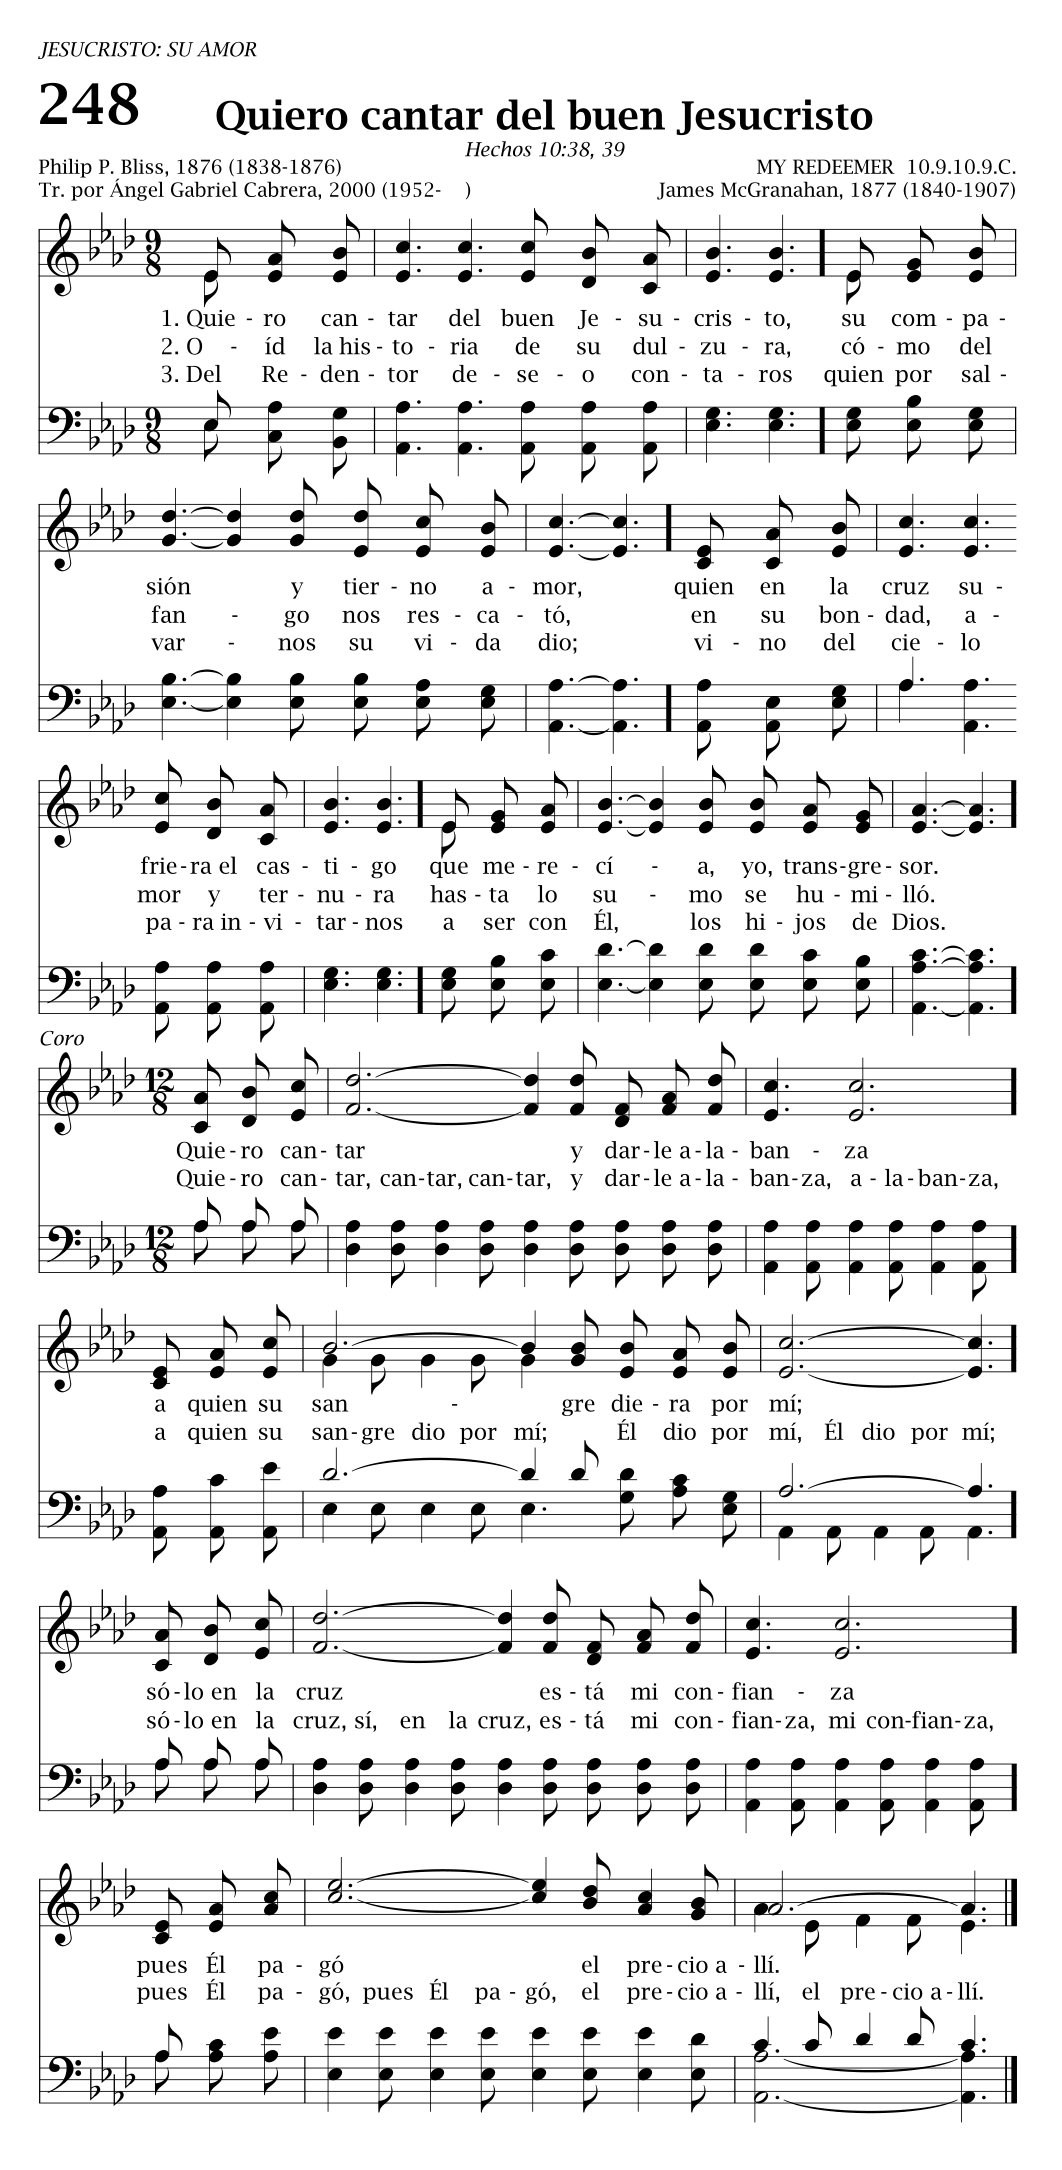 JESUCRISTO: SU AMOR
248 Quiero cantar del buen Jesucristo
Hechos 10:38, 39
Philip P. Bliss, 1876 (1838-1876) MY REDEEMER 10.9.10.9.C.
Tr. por Ángel Gabriel Cabrera, 2000 (1952- ) James McGranahan, 1877 (1840-1907)
9 8
1. Quie - ro can - tar del buen Je - su - cris - to, su com - pa -
2. O - íd la his - to - ria de su dul - zu - ra, có - mo del
3. Del Re - den - tor de - se - o con - ta - ros quien por sal -
9 8
sión y tier - no a - mor, quien en la cruz su -
fan - go nos res - ca - tó, en su bon - dad, a -
var - nos su vi - da dio; vi - no del cie - lo
frie - ra el cas - ti - go que me - re - cí - a, yo, trans - gre - sor.
mor y ter - nu - ra has - ta lo su - mo se hu - mi - lló.
pa - ra in - vi - tar - nos a ser con Él, los hi - jos de Dios.
Coro
12 8
Quie - ro can - tar y dar - le a - la - ban - za
Quie - ro can - tar, can - tar, can - tar, y dar - le a - la - ban - za, a - la - ban - za,
12 8
a quien su san - gre die - ra por mí;
a quien su san - gre dio por mí; Él dio por mí, Él dio por mí;
só - lo en la cruz es - tá mi con - fian - za
só - lo en la cruz, sí, en la cruz, es - tá mi con - fian - za, mi con - fian - za,
pues Él pa - gó el pre - cio a - llí.
pues Él pa - gó, pues Él pa - gó, el pre - cio a - llí, el pre - cio a - llí.